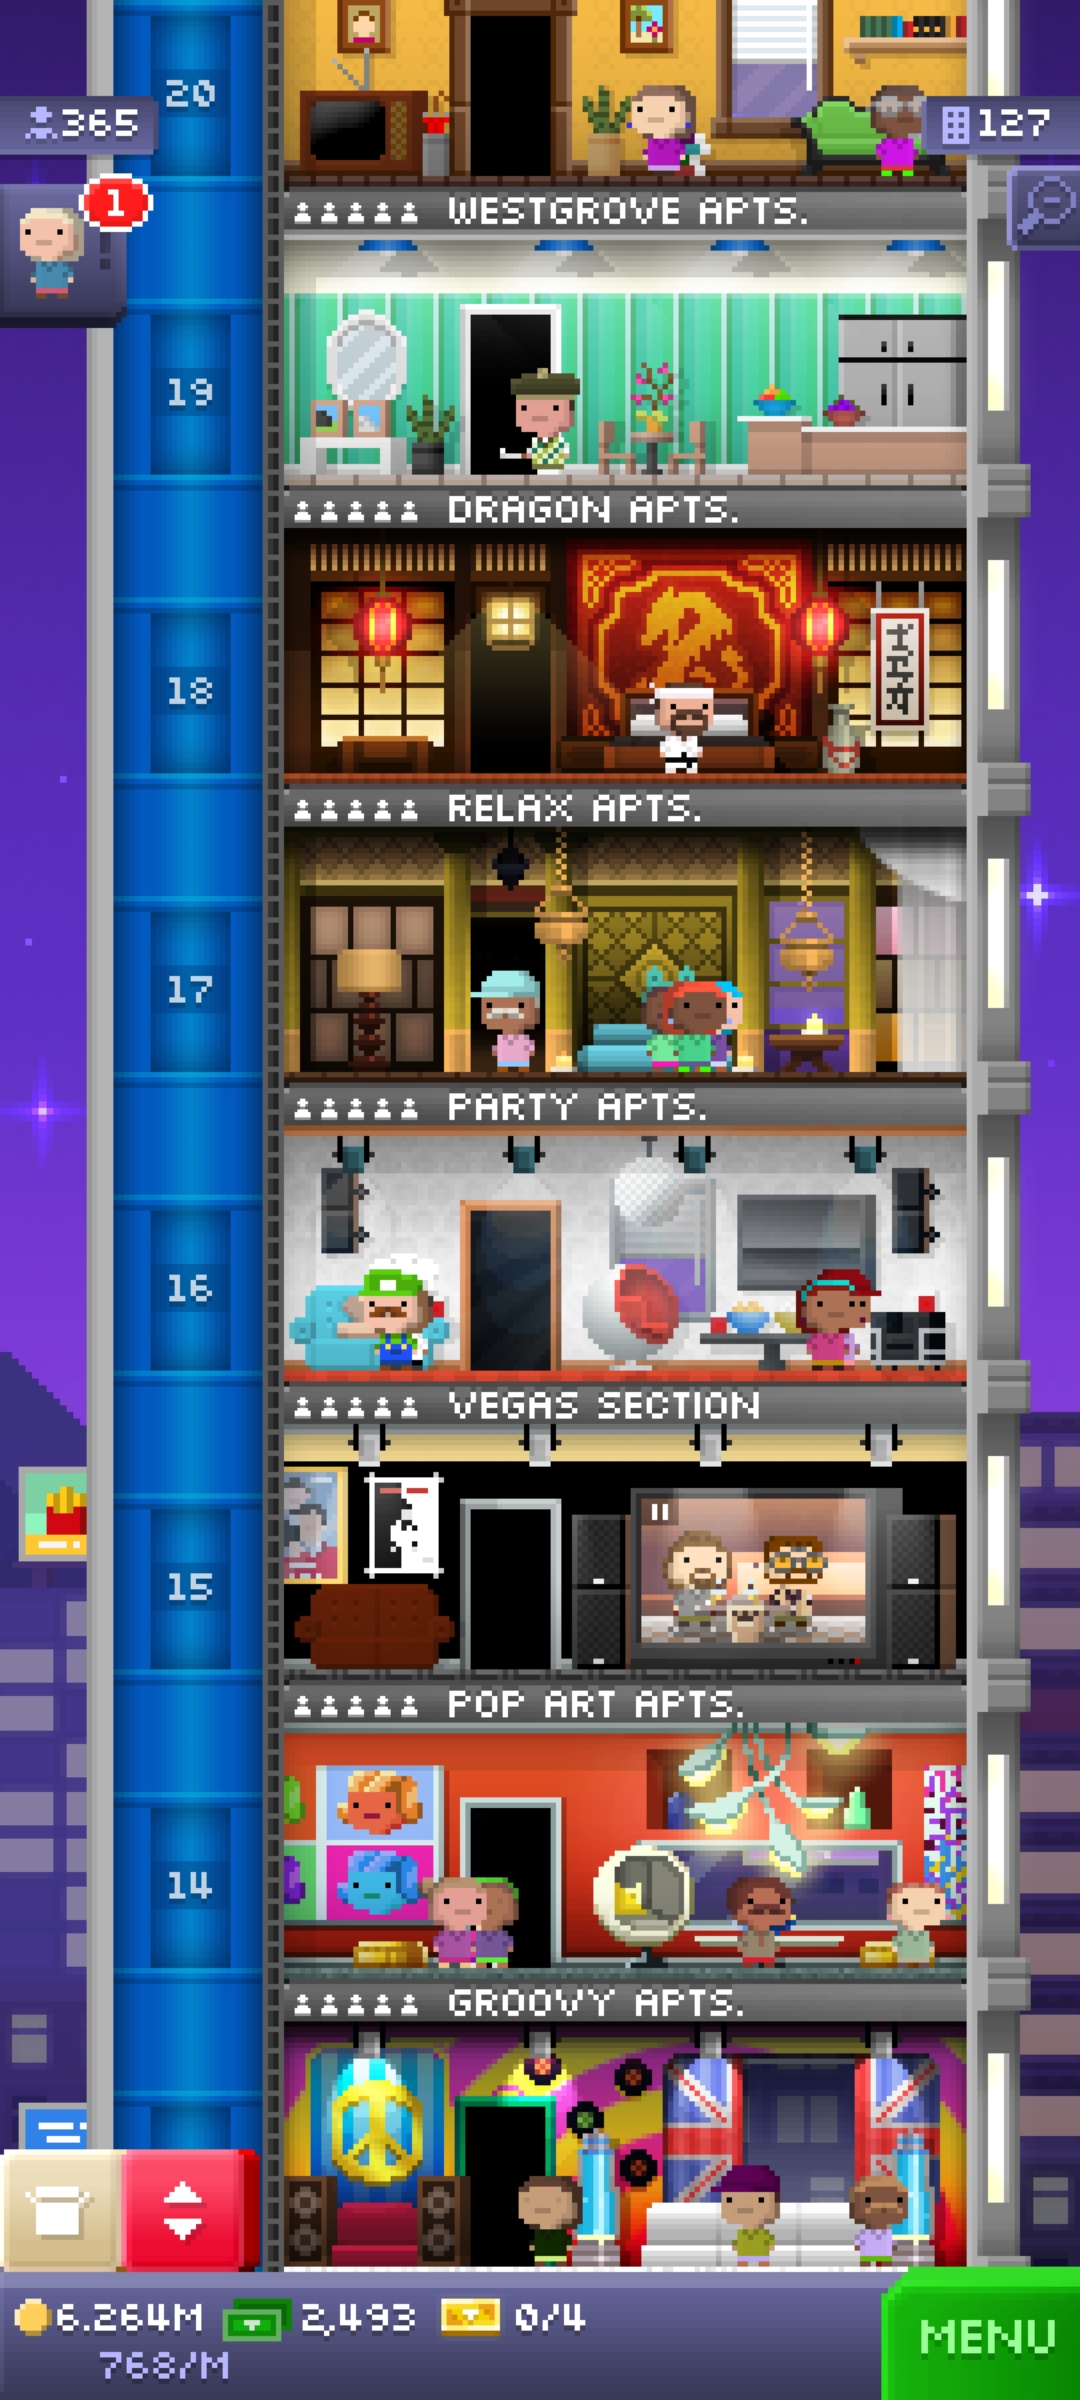 20
365
127
1
WESTGROVE APTS.
19
DRAGON APTS.
18
RELAX APTS.
17
PARTY APTS.
16
VEGAS SECTION
15
POP ART APTS.
14
GROOVY APTS.
6.264M 2,493 0/4
768/M
MENU